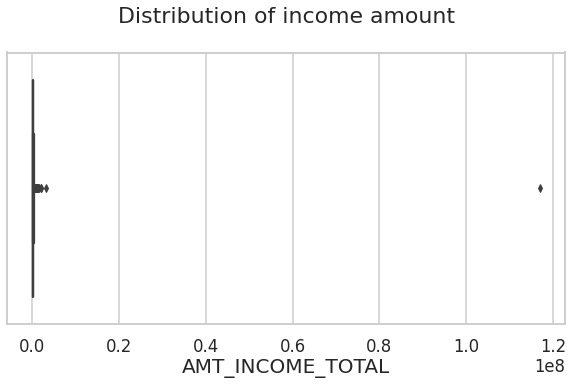 Distribution of income amount
0.0 0.2 0.4 0.6 0.8 1.0 1.2
1e8
AMT_INCOME_TOTAL